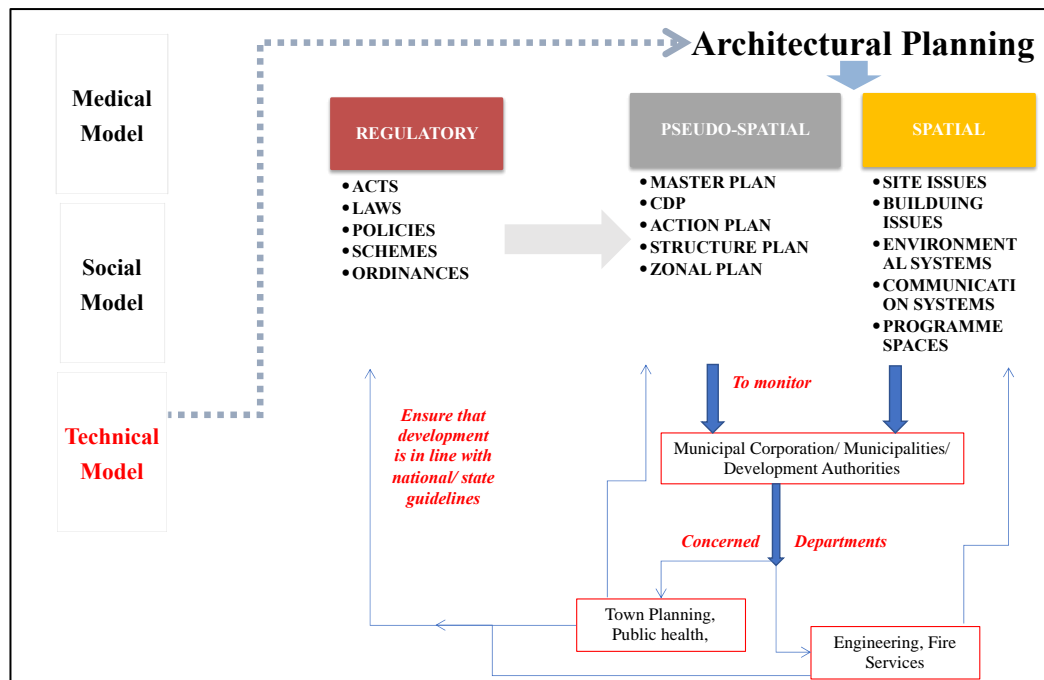 Architectural Planning
Medical
Model
Social
Model
Technical
Model
REGULATORY
• ACTS
• LAWS
• POLICIES
• SCHEMES
• ORDINANCES
PSEUDO-SPATIAL
• MASTER PLAN
• CDP
• ACTION PLAN
• STRUCTURE PLAN
• ZONAL PLAN
SPATIAL
• SITE ISSUES
• BUILDUING
ISSUES
• ENVIRONMENT
AL SYSTEMS
• COMMUNICATI
ON SYSTEMS
• PROGRAMME
SPACES
Ensure that
development
is in line with
national/ state
guidelines
To monitor
Municipal Corporation/ Municipalities/
Development Authorities
Concerned Departments
Town Planning,
Public health,
Engineering, Fire
Services